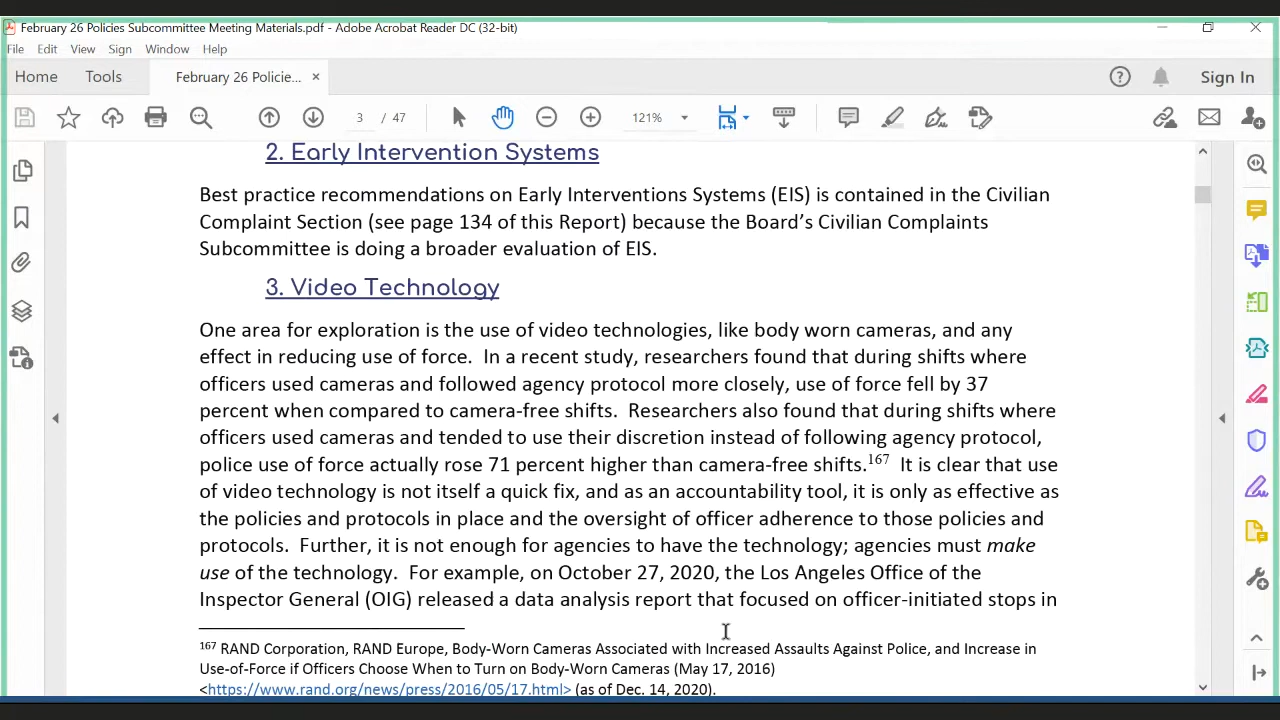 February 26 Policies Subcommittee Meeting Materials.pdf - Adobe Acrobat Reader DC (32-bit)
File Edit View Sign Window Help
Home Tools February 26 Policie... × Sign In
3 / 47 121%
2. Early Intervention Systems
Best practice recommendations on Early Interventions Systems (EIS) is contained in the Civilian
Complaint Section (see page 134 of this Report) because the Board’s Civilian Complaints
Subcommittee is doing a broader evaluation of EIS.
3. Video Technology
One area for exploration is the use of video technologies, like body worn cameras, and any
effect in reducing use of force.  In a recent study, researchers found that during shifts where
officers used cameras and followed agency protocol more closely, use of force fell by 37
percent when compared to camera-free shifts.  Researchers also found that during shifts where
officers used cameras and tended to use their discretion instead of following agency protocol,
police use of force actually rose 71 percent higher than camera-free shifts.167  It is clear that use
of video technology is not itself a quick fix, and as an accountability tool, it is only as effective as
the policies and protocols in place and the oversight of officer adherence to those policies and
protocols.  Further, it is not enough for agencies to have the technology; agencies must make
use of the technology.  For example, on October 27, 2020, the Los Angeles Office of the
Inspector General (OIG) released a data analysis report that focused on officer-initiated stops in
167 RAND Corporation, RAND Europe, Body-Worn Cameras Associated with Increased Assaults Against Police, and Increase in
Use-of-Force if Officers Choose When to Turn on Body-Worn Cameras (May 17, 2016)
<https://www.rand.org/news/press/2016/05/17.html> (as of Dec. 14, 2020).